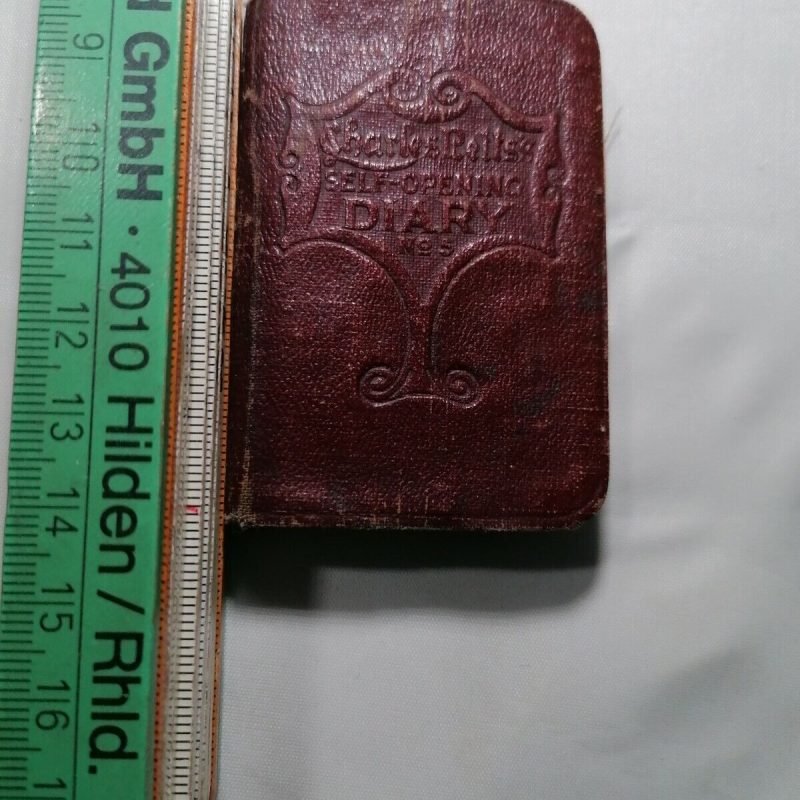 Charles Letts's
SELF-OPENING
DIARY
Nº 5
H GmbH · 4010 Hilden / Rhld.
9
10
11
12
13
14
15
16